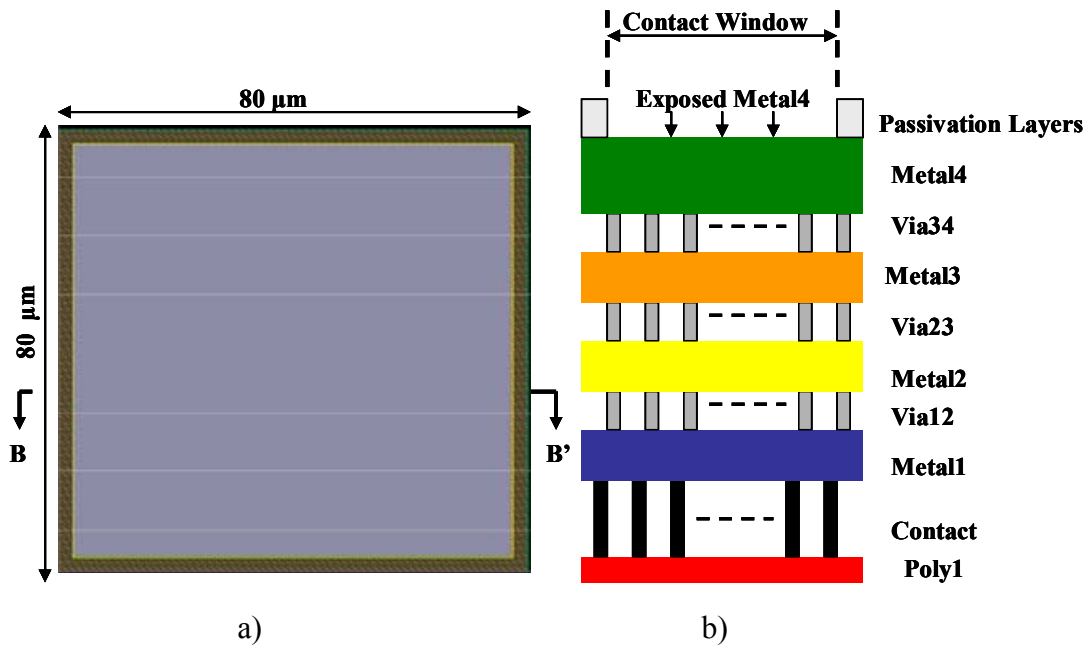 80 µm
80 µm
B
B’
a)
Contact Window
Exposed Metal4
Passivation Layers
Metal4
Via34
Metal3
Via23
Metal2
Via12
Metal1
Contact
Poly1
b)